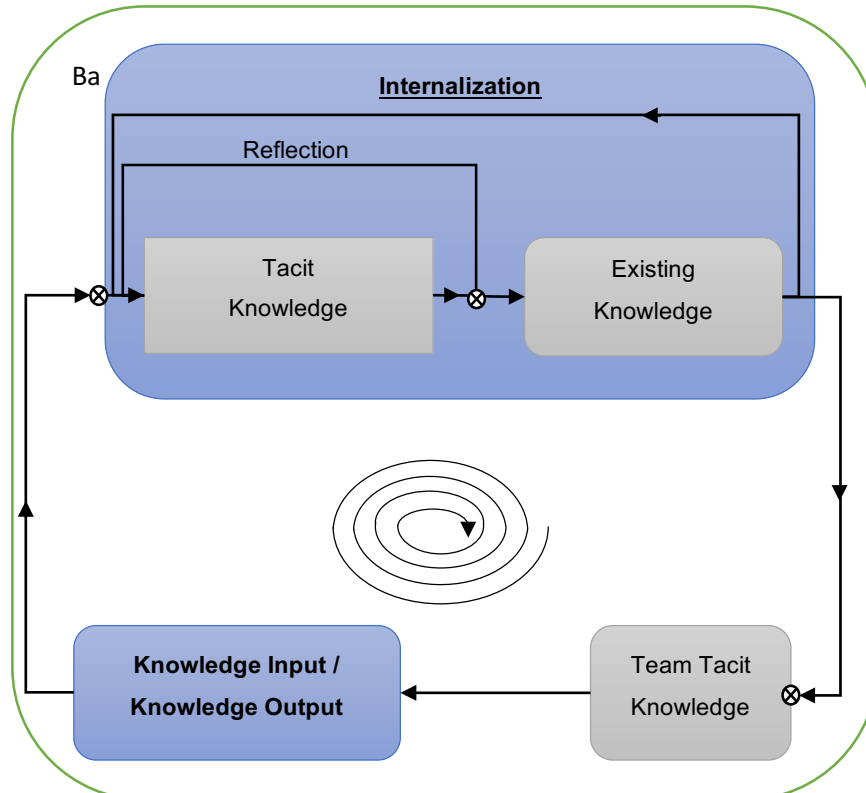 Ba
Internalization
Reflection
Tacit
Knowledge
Existing
Knowledge
Knowledge Input /
Knowledge Output
Team Tacit
Knowledge